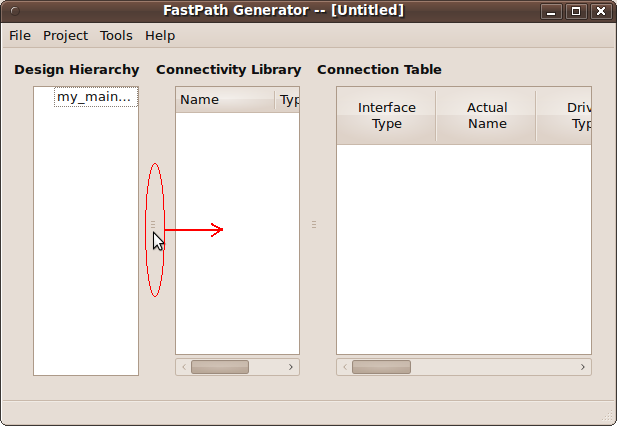 FastPath Generator -- [Untitled]
File Project Tools Help
Design Hierarchy Connectivity Library Connection Table
my_main...
Name Typ
Interface Type
Actual Name
Driv Typ